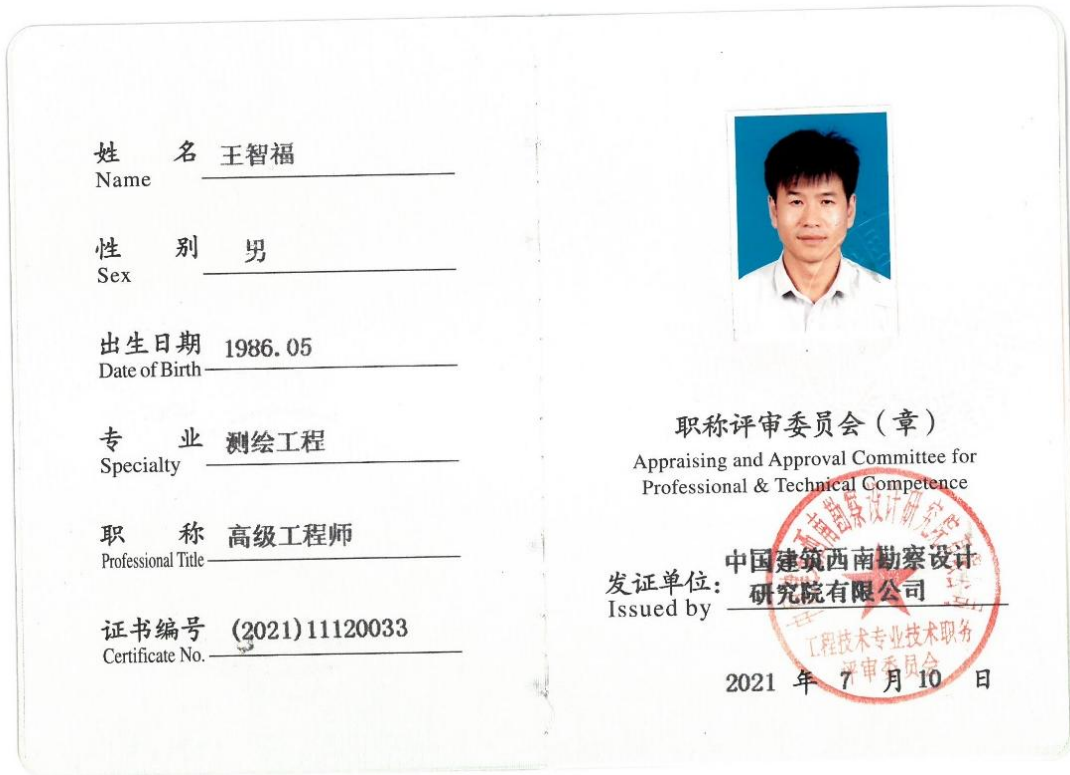 姓 名 王智福
Name
性 别 男
Sex
出生日期 1986.05
Date of Birth
专 业 测绘工程
Specialty
职 称 高级工程师
Professional Title
证书编号 (2021)11120033
Certificate No.
职称评审委员会（章）
Appraising and Approval Committee for
Professional & Technical Competence
发证单位: 中国建筑西南勘察设计
Issued by 研究院有限公司
工程技术专业技术职务
评审委员会
2021 年 7 月 10 日